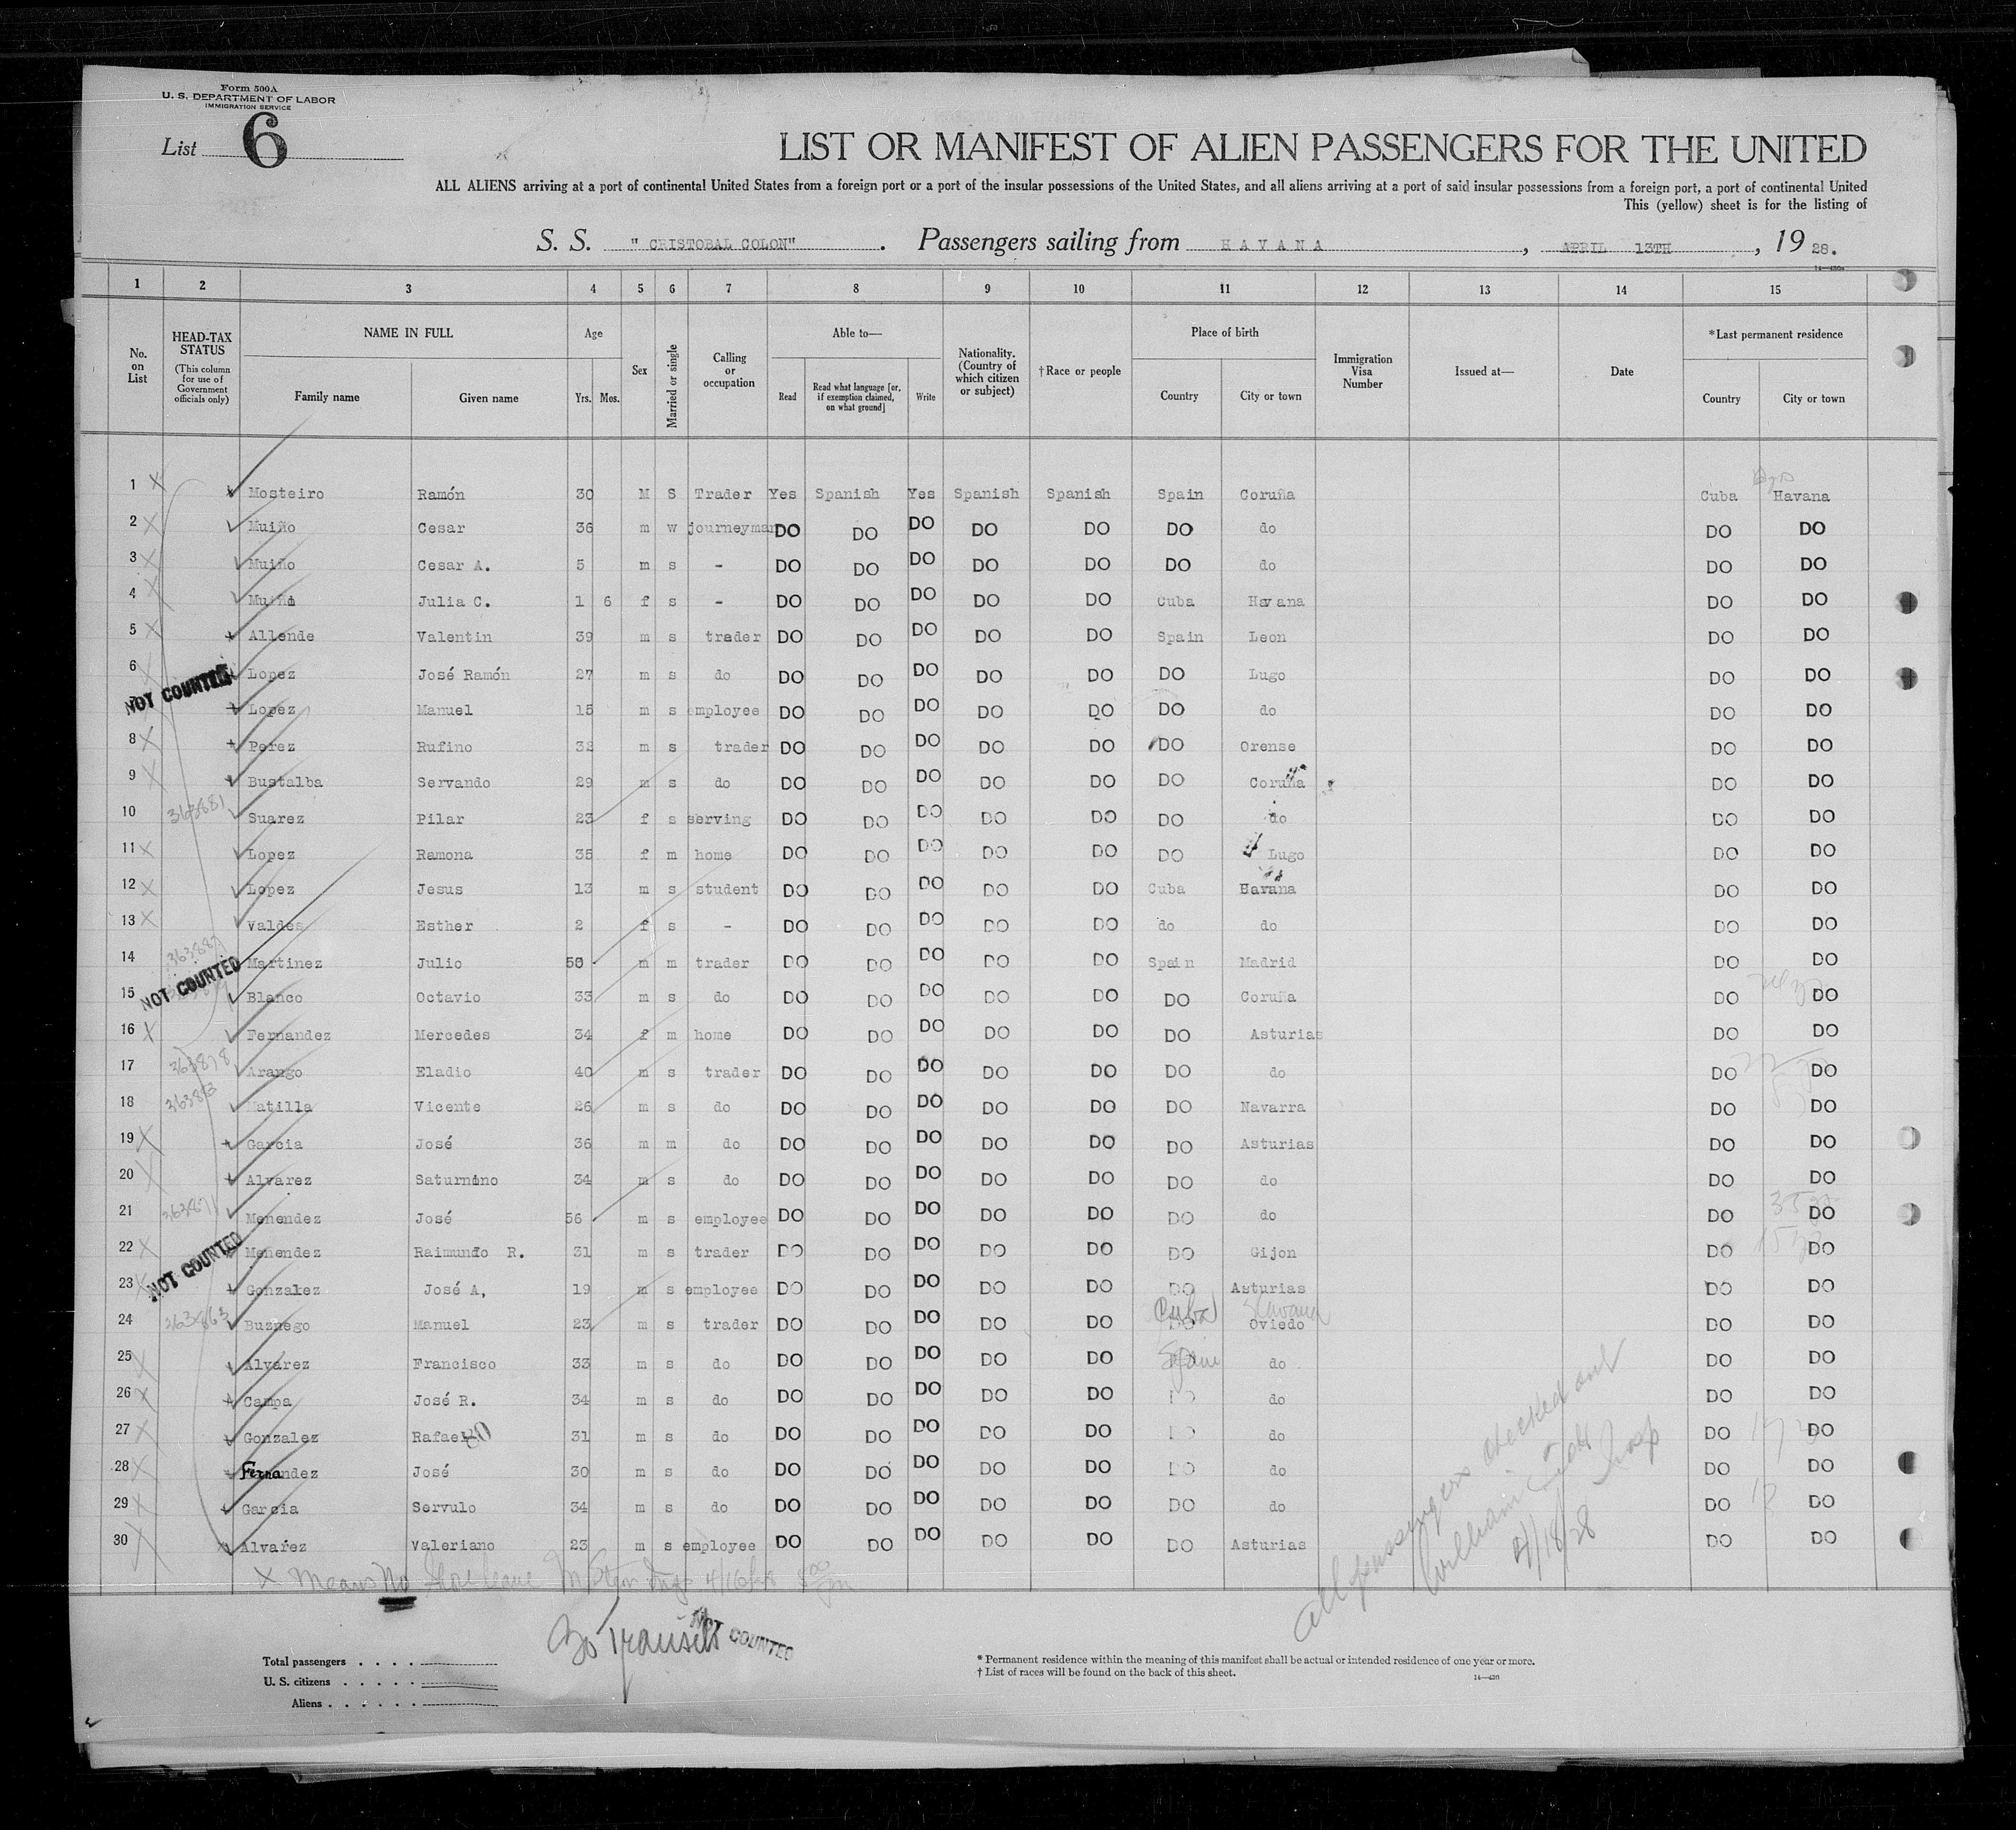 Form 500A
U. S. DEPARTMENT OF LABOR
IMMIGRATION SERVICE
List 6
LIST OR MANIFEST OF ALIEN PASSENGERS FOR THE UNITED
ALL ALIENS arriving at a port of continental United States from a foreign port or a port of the insular possessions of the United States, and all aliens arriving at a port of said insular possessions from a foreign port, a port of continental United
This (yellow) sheet is for the listing of
S. S. "CRISTOBAL COLON". Passengers sailing from HAVANA, APRIL 13TH, 1928.
1 2 3 4 5 6 7 8 9 10 11 12 13 14 15
No. on List
HEAD-TAX STATUS (This column for use of Government officials only)
NAME IN FULL
Family name Given name
Age
Yrs. Mos.
Sex
Married or single
Calling or occupation
Able to—
Read Read what language [or, if exemption claimed, on what ground] Write
Nationality. (Country of which citizen or subject)
†Race or people
Place of birth
Country City or town
Immigration Visa Number
Issued at—
Date
*Last permanent residence
Country City or town
1 X Mosteiro Ramón 30 M S Trader Yes Spanish Yes Spanish Spanish Spain Coruña Cuba Havana
2 X Muiño Cesar 36 m w journeyman DO DO DO DO DO DO do DO DO
3 X Muiño Cesar A. 5 m s - DO DO DO DO DO DO do DO DO
4 X Muiño Julia C. 1 6 f s - DO DO DO DO DO Cuba Havana DO DO
5 X Allende Valentin 39 m s trader DO DO DO DO DO Spain Leon DO DO
6 Lopez José Ramón 27 m s do DO DO DO DO DO DO Lugo DO DO
NOT COUNTED
Lopez Manuel 15 m s employee DO DO DO DO DO DO do DO DO
8 X Perez Rufino 32 m s trader DO DO DO DO DO DO Orense DO DO
9 X Bustalba Servando 29 m s do DO DO DO DO DO DO Coruña DO DO
10 363881 Suarez Pilar 23 f s serving DO DO DO DO DO DO do DO DO
11 X Lopez Ramona 35 f m home DO DO DO DO DO DO Lugo DO DO
12 X Lopez Jesus 13 m s student DO DO DO DO DO Cuba Havana DO DO
13 X Valdes Esther 2 f s - DO DO DO DO DO do do DO DO
14 Martinez Julio 50 m m trader DO DO DO DO DO Spain Madrid DO DO
NOT COUNTED
15 Blanco Octavio 33 m s do DO DO DO DO DO DO Coruña DO DO
16 X Fernandez Mercedes 34 f m home DO DO DO DO DO DO Asturias DO DO
17 363878 Arango Eladio 40 m s trader DO DO DO DO DO DO do DO DO
18 Matilla Vicente 26 m s do DO DO DO DO DO DO Navarra DO DO
19 X Garcia José 36 m m do DO DO DO DO DO DO Asturias DO DO
20 X Alvarez Saturnino 34 m s do DO DO DO DO DO DO do DO DO
21 363871 Menendez José 56 m s employee DO DO DO DO DO DO do DO DO
22 X Menendez Raimundo R. 31 m s trader DO DO DO DO DO DO Gijon DO DO
NOT COUNTED
23 X Gonzalez José A, 19 m s employee DO DO DO DO DO DO Asturias DO DO
Cuba Havana
24 363863 Buznego Manuel 23 m s trader DO DO DO DO DO DO Oviedo DO DO
25 X Alvarez Francisco 33 m s do DO DO DO DO DO Spain do DO DO
26 X Campa José R. 34 m s do DO DO DO DO DO DO do DO DO
27 X Gonzalez Rafael 80 31 m s do DO DO DO DO DO DO do DO DO
28 X Fernandez José 30 m s do DO DO DO DO DO DO do DO DO
29 X Garcia Servulo 34 m s do DO DO DO DO DO DO do DO DO
30 X Alvarez Valeriano 23 m s employee DO DO DO DO DO DO Asturias DO DO
X Means No Shore leave
All passengers checked out
William
4/18/28
30 Transits
NOT COUNTED
Total passengers . . . .
U. S. citizens . . . . .
Aliens . . . . . .
* Permanent residence within the meaning of this manifest shall be actual or intended residence of one year or more.
† List of races will be found on the back of this sheet.
14—430